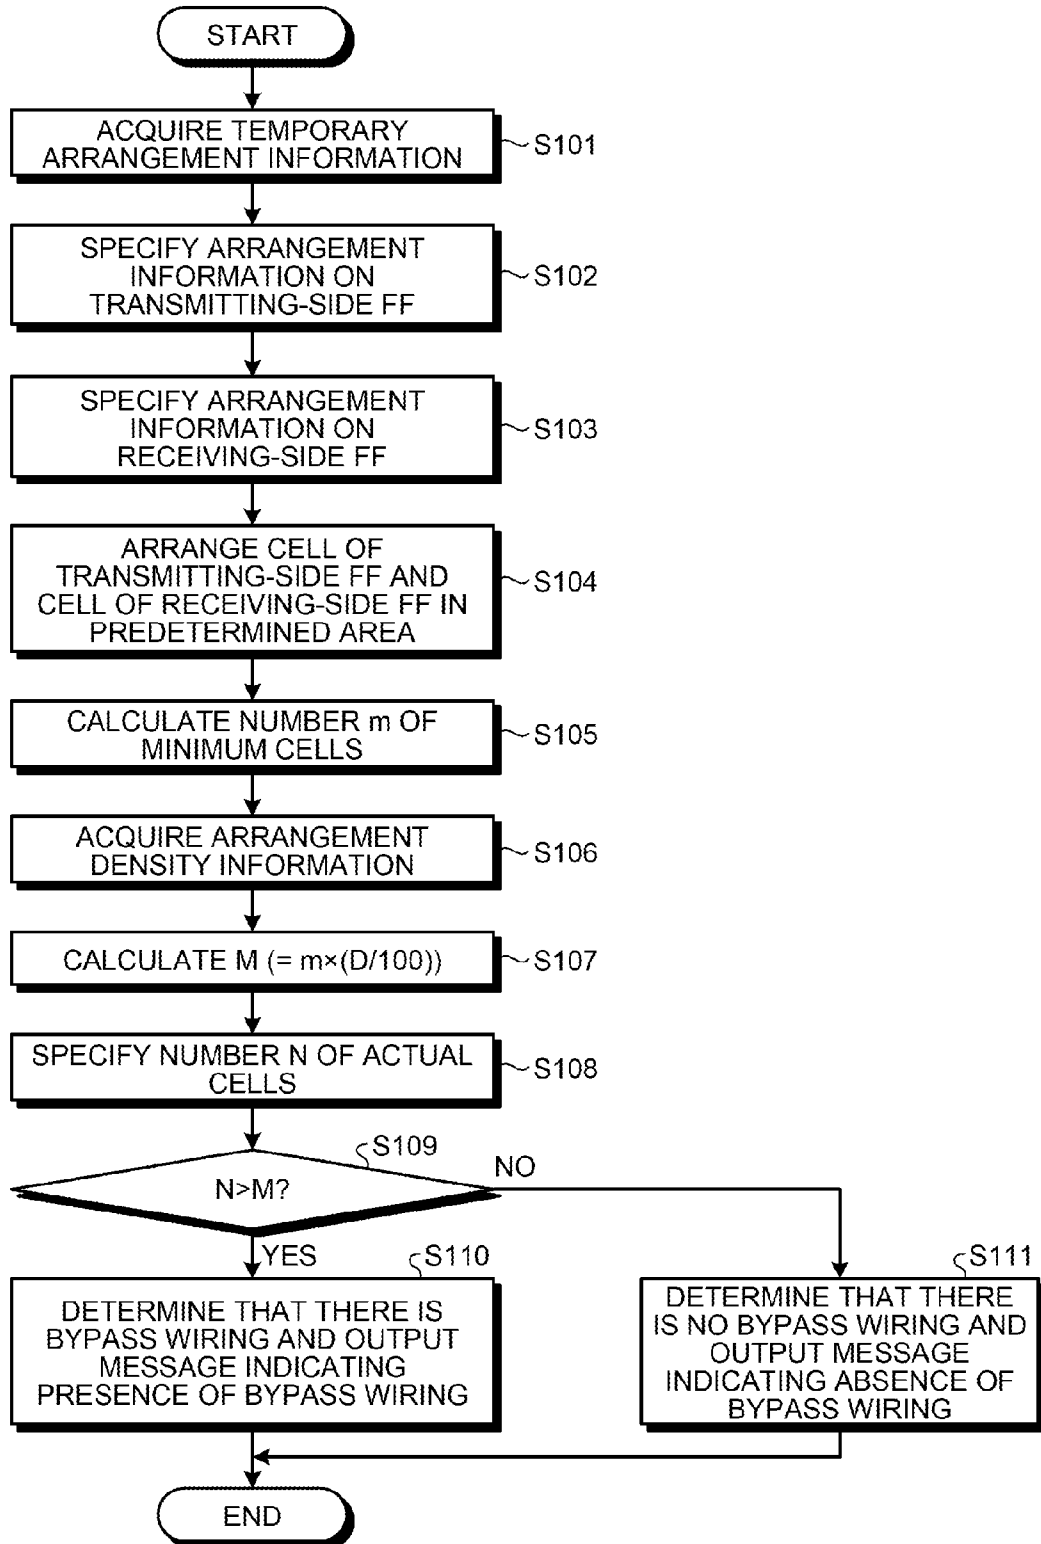 START
ACQUIRE TEMPORARY
ARRANGEMENT INFORMATION
S101
SPECIFY ARRANGEMENT
INFORMATION ON
TRANSMITTING-SIDE FF
S102
SPECIFY ARRANGEMENT
INFORMATION ON
RECEIVING-SIDE FF
S103
ARRANGE CELL OF
TRANSMITTING-SIDE FF AND
CELL OF RECEIVING-SIDE FF IN
PREDETERMINED AREA
S104
CALCULATE NUMBER m OF
MINIMUM CELLS
S105
ACQUIRE ARRANGEMENT
DENSITY INFORMATION
S106
CALCULATE M (= m×(D/100))
S107
SPECIFY NUMBER N OF ACTUAL
CELLS
S108
S109
N>M?
NO
YES
S110
DETERMINE THAT THERE IS
BYPASS WIRING AND OUTPUT
MESSAGE INDICATING
PRESENCE OF BYPASS WIRING
S111
DETERMINE THAT THERE
IS NO BYPASS WIRING AND
OUTPUT MESSAGE
INDICATING ABSENCE OF
BYPASS WIRING
END